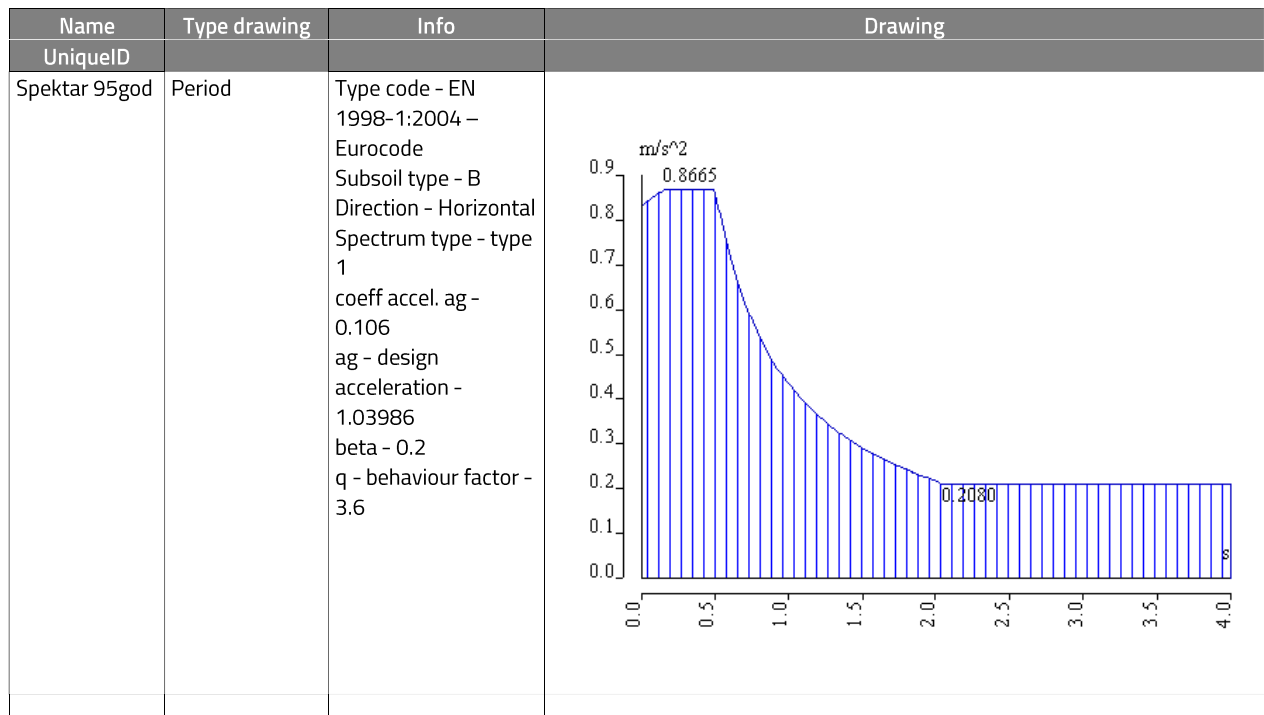 Name Type drawing Info Drawing
UniqueID
Spektar 95god Period Type code - EN
1998-1:2004 –
Eurocode
Subsoil type - B
Direction - Horizontal
Spectrum type - type
1
coeff accel. ag -
0.106
ag - design
acceleration -
1.03986
beta - 0.2
q - behaviour factor -
3.6
m/s^2
0.9
0.8665
0.8
0.7
0.6
0.5
0.4
0.3
0.2
0.2080
0.1
s
0.0
0.0 0.5 1.0 1.5 2.0 2.5 3.0 3.5 4.0